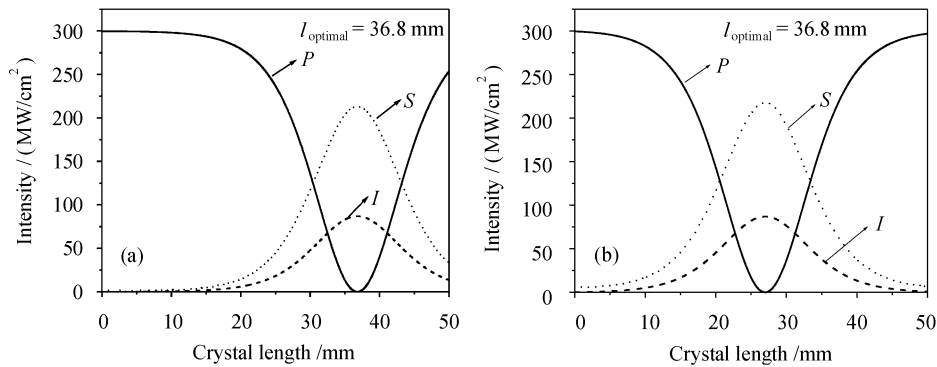 l optimal = 36.8 mm
P
S
I
(a)
300
250
200
150
100
50
0
0 10 20 30 40 50
Crystal length /mm
Intensity / ( MW/cm²)
l optimal = 36.8 mm
P
S
I
(b)
300
250
200
150
100
50
0
0 10 20 30 40 50
Crystal length /mm
Intensity / ( MW/cm²)